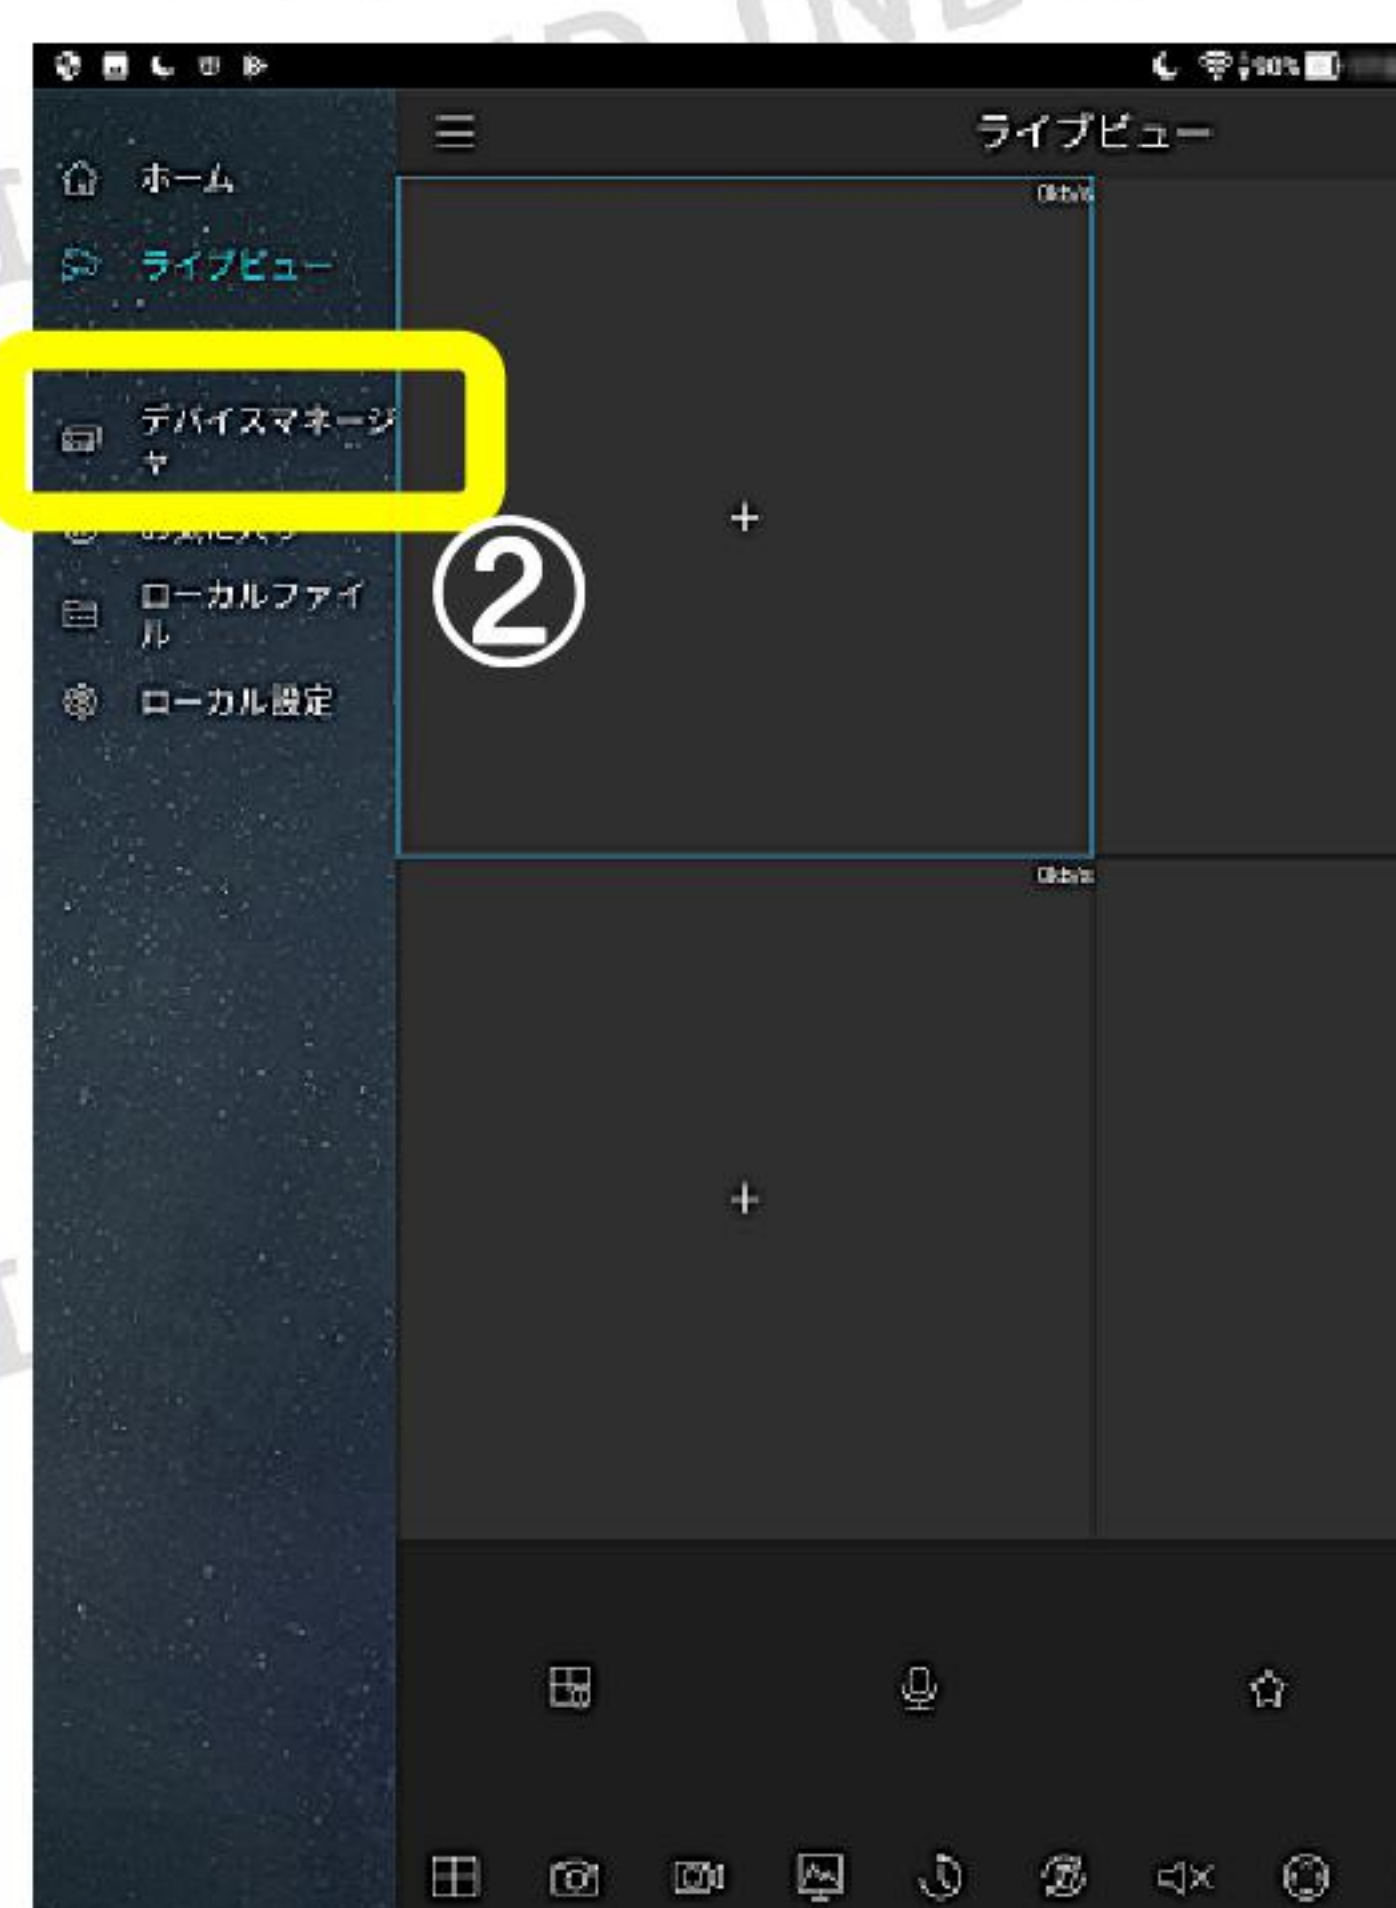 90%
ライブビュー
ホーム
0kb/s
ライブビュー
デバイスマネージ
ャ
②
ローカルファイ
ル
ローカル設定
0kb/s